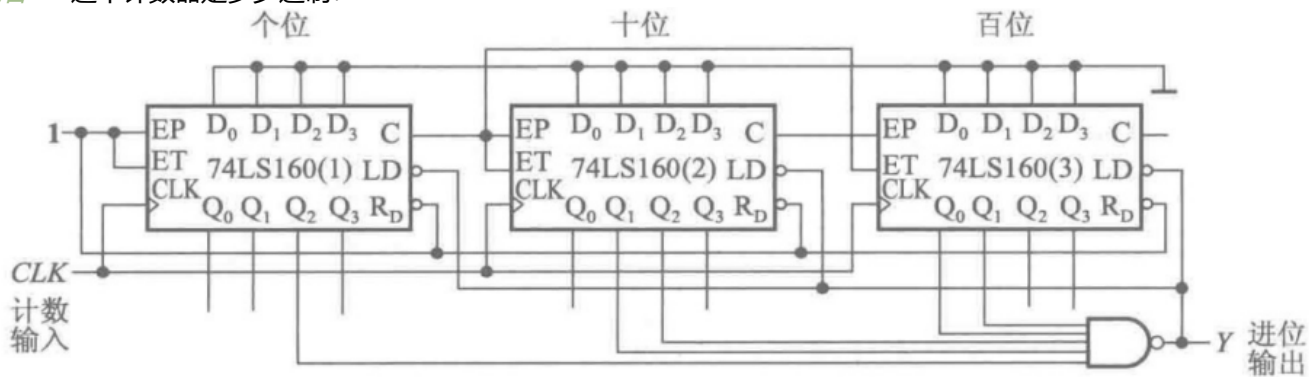 个位 十位 百位
1 EP D0 D1 D2 D3 C EP D0 D1 D2 D3 C EP D0 D1 D2 D3 C
ET 74LS160(1) LD ET 74LS160(2) LD ET 74LS160(3) LD
CLK Q0 Q1 Q2 Q3 RD CLK Q0 Q1 Q2 Q3 RD CLK Q0 Q1 Q2 Q3 RD
CLK
计数
输入
Y 进位
输出